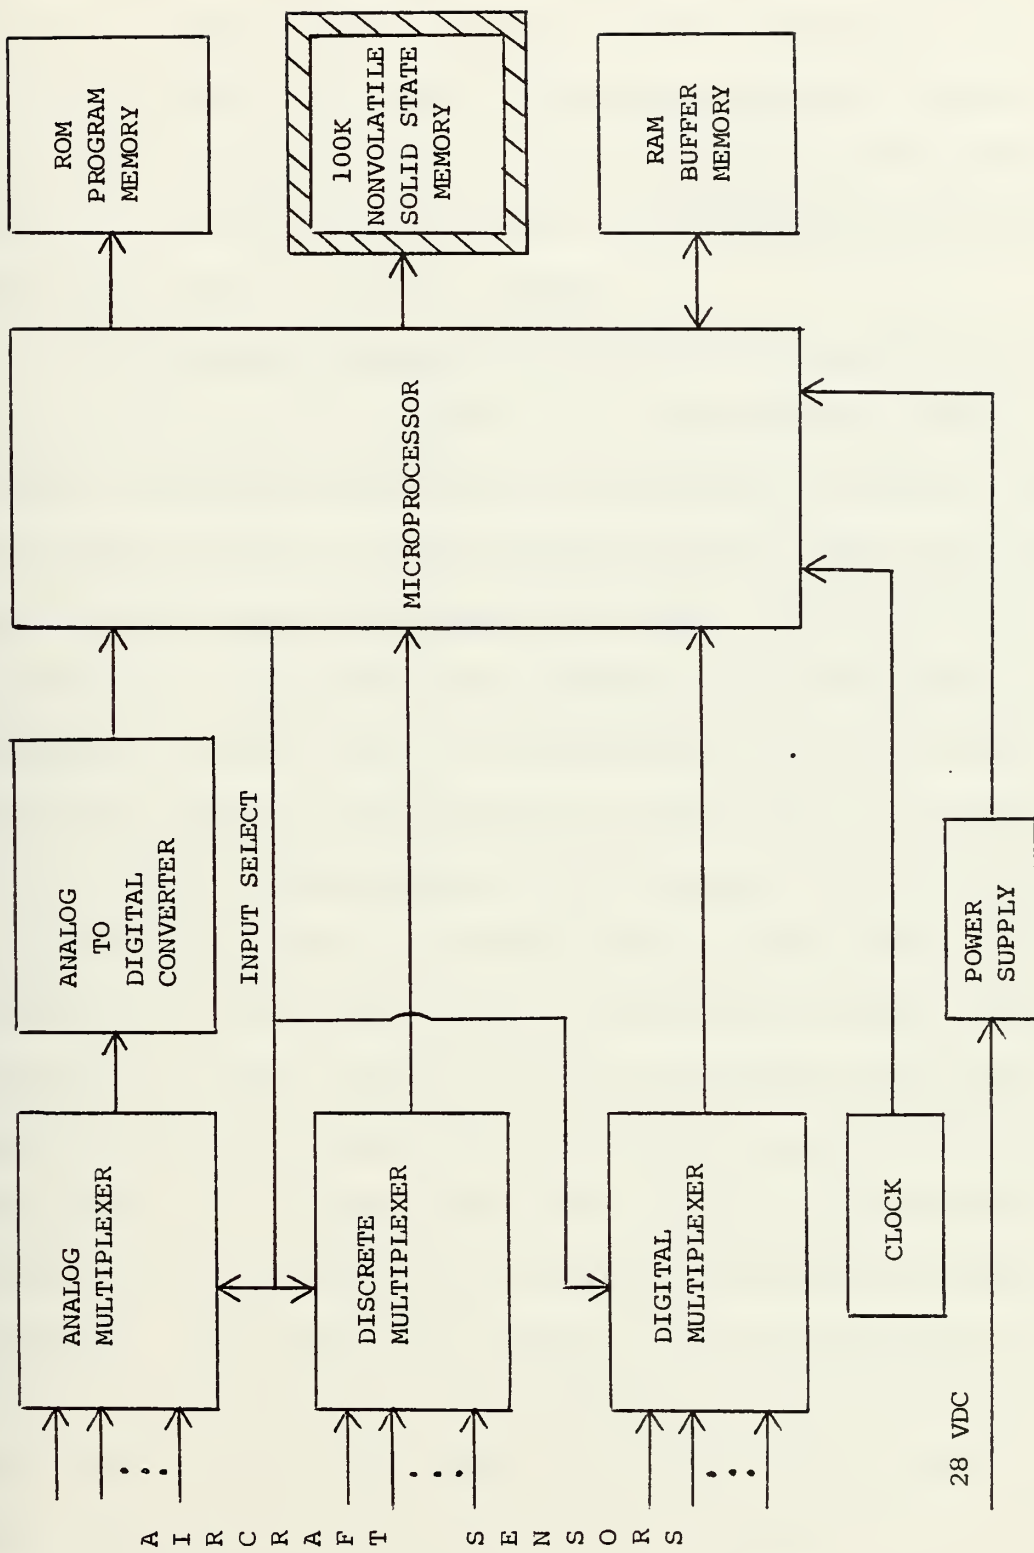 AIRCRAFT SENSORS
ANALOG
MULTIPLEXER
DISCRETE
MULTIPLEXER
DIGITAL
MULTIPLEXER
CLOCK
28 VDC
ANALOG
TO
DIGITAL
CONVERTER
INPUT SELECT
POWER
SUPPLY
MICROPROCESSOR
ROM
PROGRAM
MEMORY
100K
NONVOLATILE
SOLID STATE
MEMORY
RAM
BUFFER
MEMORY